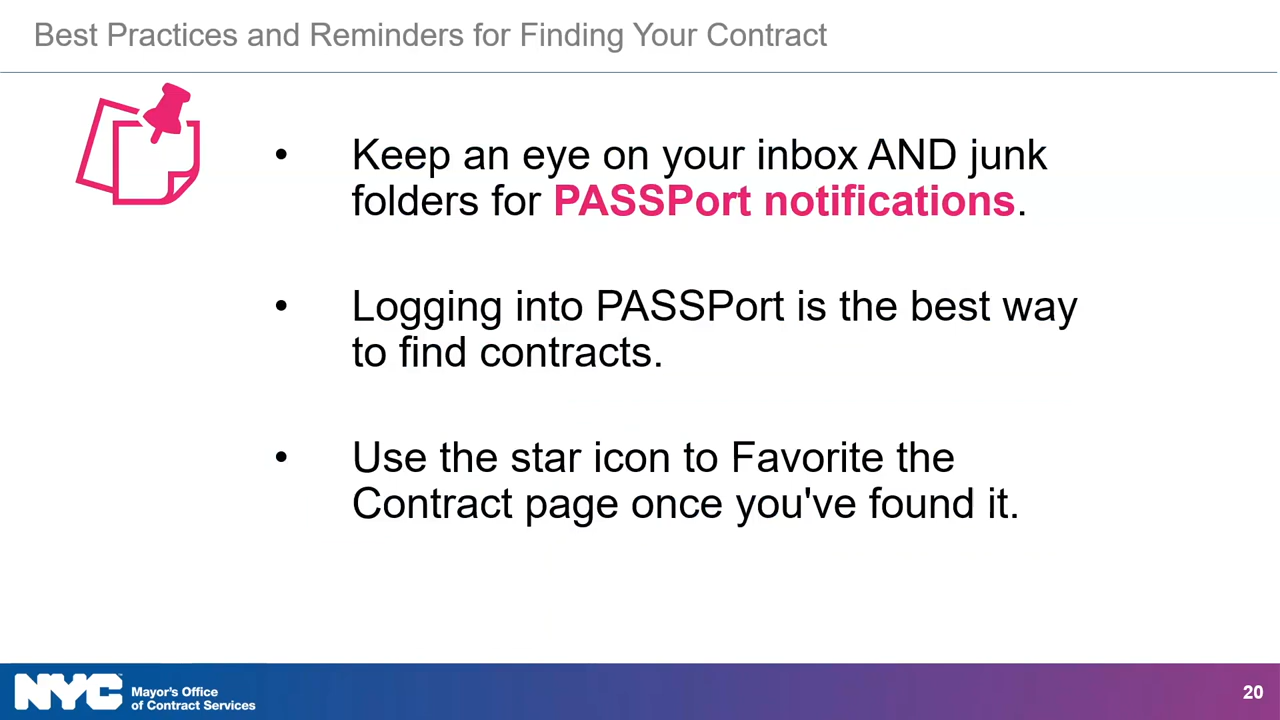 Best Practices and Reminders for Finding Your Contract
• Keep an eye on your inbox AND junk
folders for PASSPort notifications.
• Logging into PASSPort is the best way
to find contracts.
• Use the star icon to Favorite the
Contract page once you've found it.
NYC
Mayor's Office
of Contract Services
20